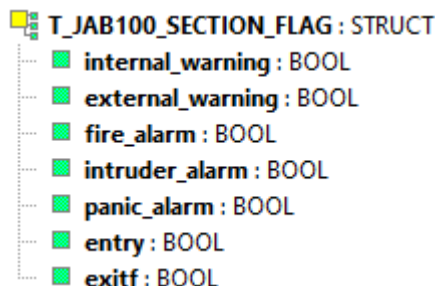 T_JAB100_SECTION_FLAG : STRUCT
internal_warning : BOOL
external_warning : BOOL
fire_alarm : BOOL
intruder_alarm : BOOL
panic_alarm : BOOL
entry : BOOL
exitf : BOOL